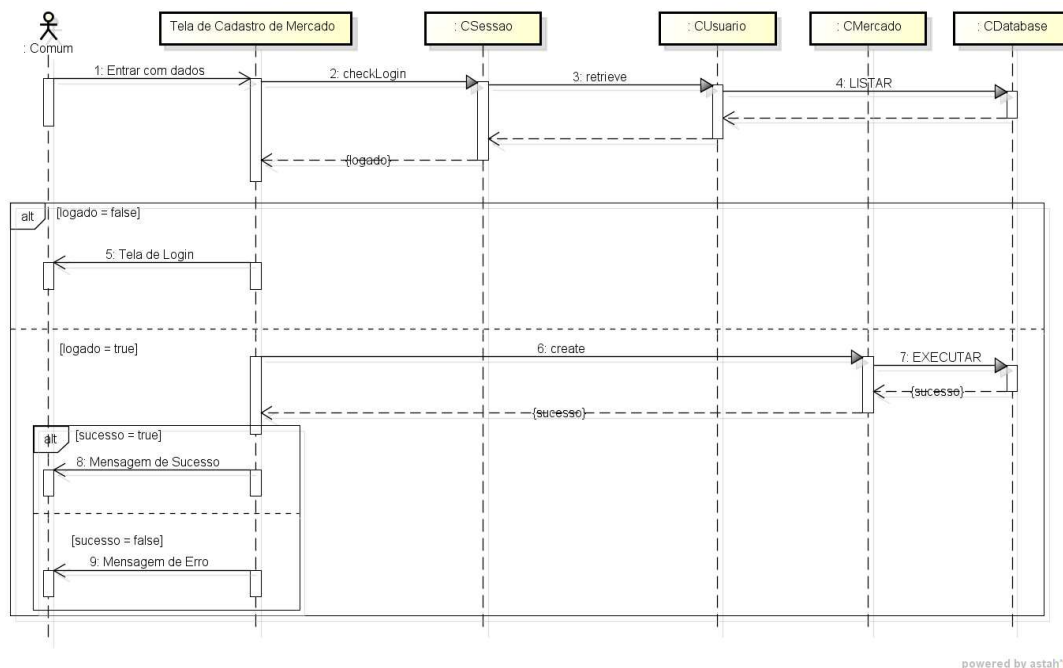 : Comum
Tela de Cadastro de Mercado
: CSessao
: CUsuario
: CMercado
: CDatabase
1: Entrar com dados
2: checkLogin
3: retrieve
4: LISTAR
{logado}
alt
[logado = false]
5: Tela de Login
[logado = true]
6: create
7: EXECUTAR
{sucesso}
{sucesso}
alt
[sucesso = true]
8: Mensagem de Sucesso
[sucesso = false]
9: Mensagem de Erro
powered by astah*